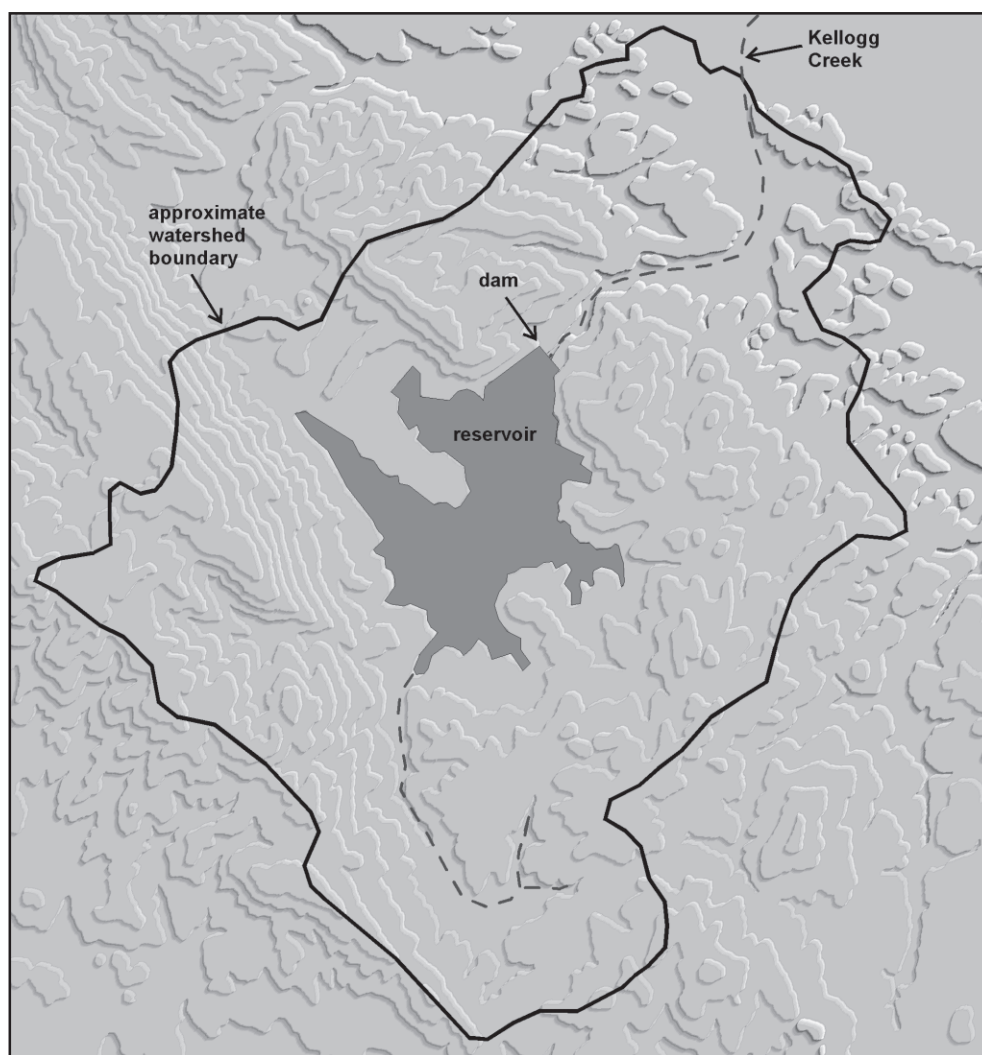 Kellogg
Creek
approximate
watershed
boundary
dam
reservoir